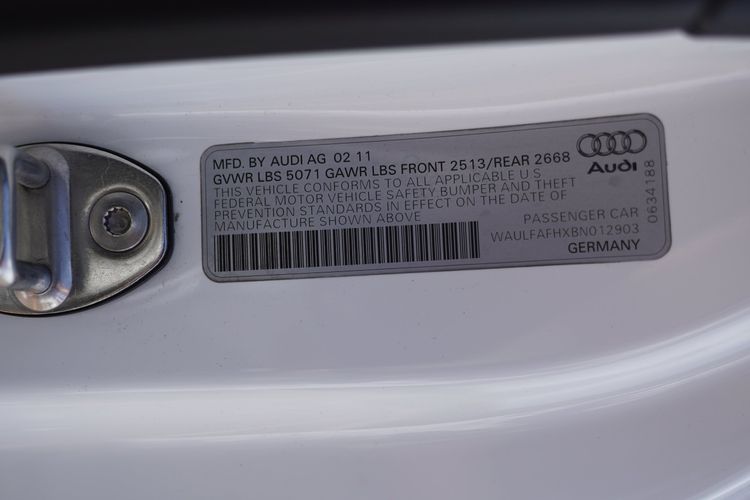 MFD. BY AUDI AG 02 11
GVWR LBS 5071 GAWR LBS FRONT 2513/REAR 2668
THIS VEHICLE CONFORMS TO ALL APPLICABLE U S
FEDERAL MOTOR VEHICLE SAFETY BUMPER AND THEFT
PREVENTION STANDARDS IN EFFECT ON THE DATE OF
MANUFACTURE SHOWN ABOVE
Audi
PASSENGER CAR
WAULFAFHXBN012903
GERMANY
0634188